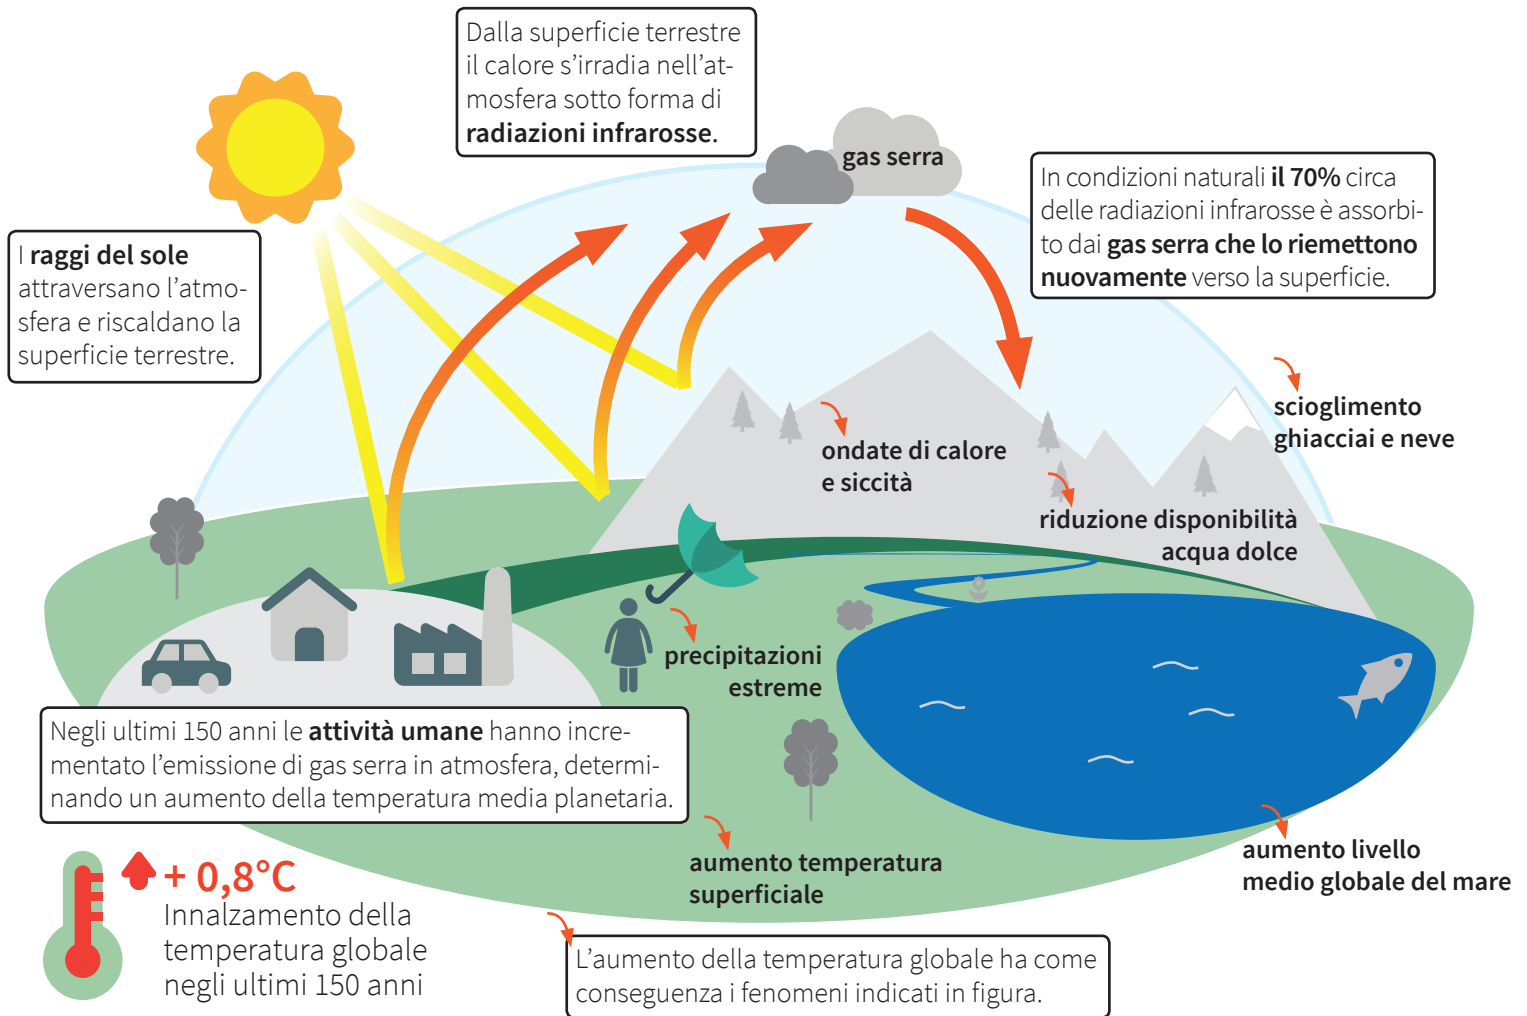 Dalla superficie terrestre
il calore s’irradia nell’at-
mosfera sotto forma di
radiazioni infrarosse.
gas serra
In condizioni naturali il 70% circa
delle radiazioni infrarosse è assorbi-
to dai gas serra che lo riemettono
nuovamente verso la superficie.
I raggi del sole
attraversano l’atmo-
sfera e riscaldano la
superficie terrestre.
scioglimento
ghiacciai e neve
ondate di calore
e siccità
riduzione disponibilità
acqua dolce
precipitazioni
estreme
Negli ultimi 150 anni le attività umane hanno incre-
mentato l’emissione di gas serra in atmosfera, determi-
nando un aumento della temperatura media planetaria.
aumento temperatura
superficiale
aumento livello
medio globale del mare
+ 0,8°C
Innalzamento della
temperatura globale
negli ultimi 150 anni
L’aumento della temperatura globale ha come
conseguenza i fenomeni indicati in figura.